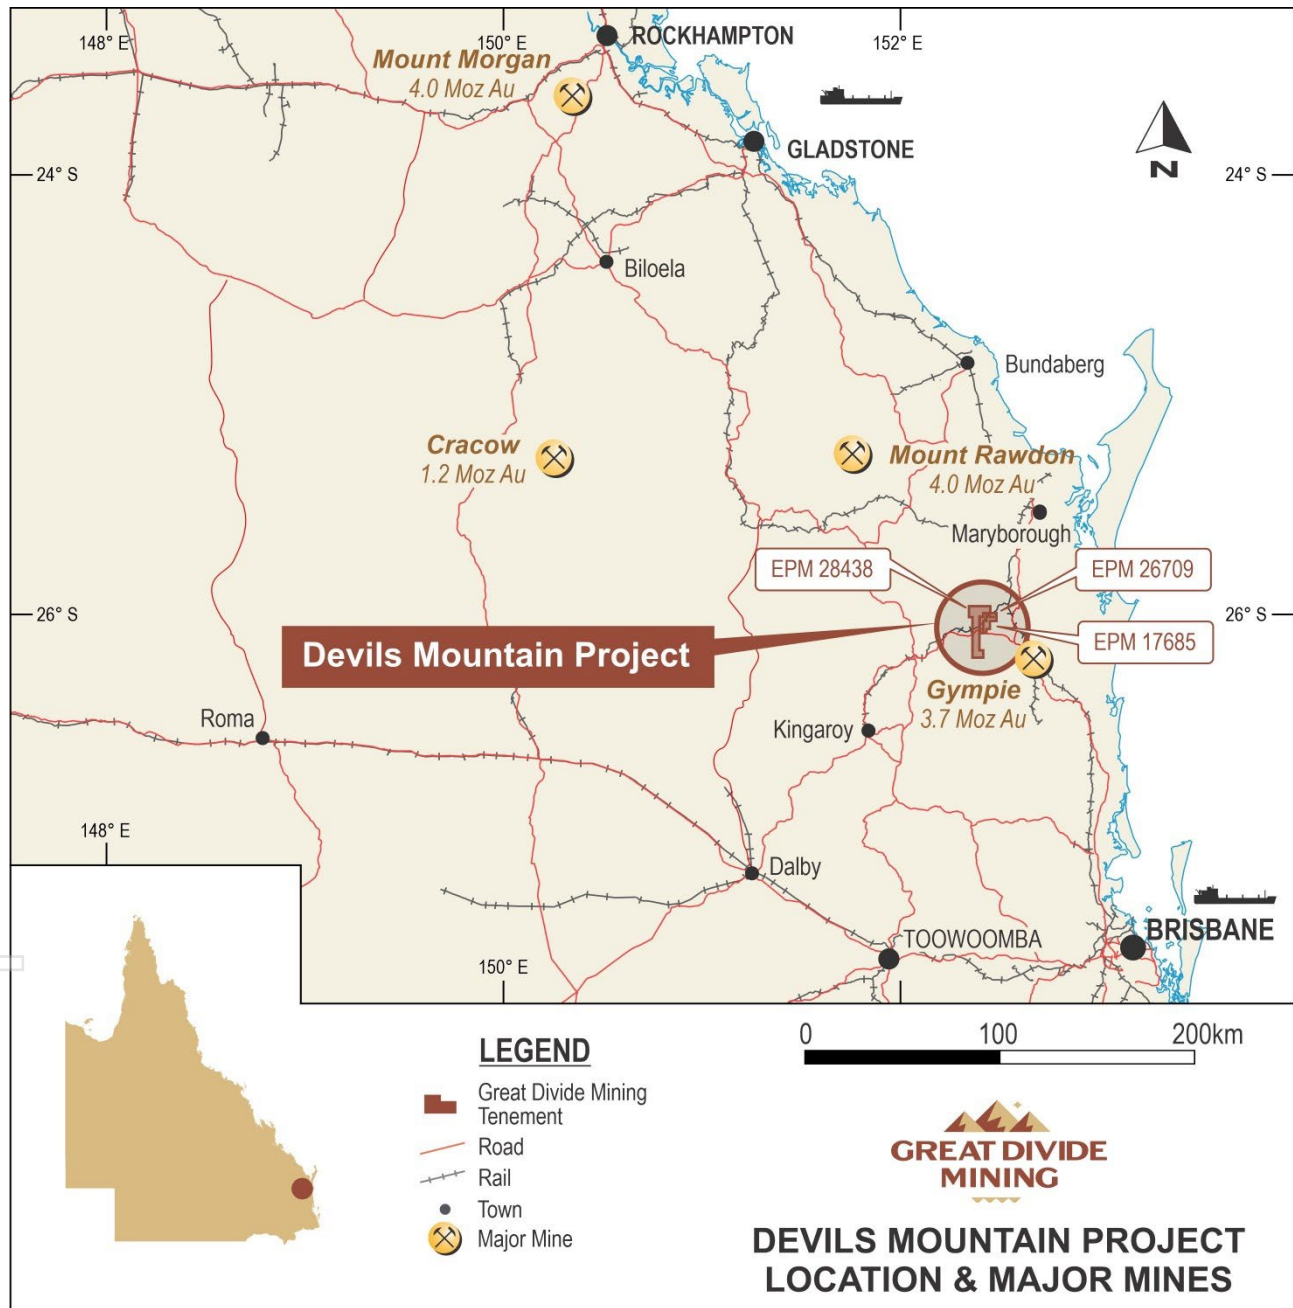 148° E
150° E
152° E
ROCKHAMPTON
Mount Morgan
4.0 Moz Au
GLADSTONE
N
24° S
24° S
Biloela
Bundaberg
Cracow
1.2 Moz Au
Mount Rawdon
4.0 Moz Au
Maryborough
EPM 28438
EPM 26709
26° S
26° S
EPM 17685
Devils Mountain Project
Gympie
3.7 Moz Au
Roma
Kingaroy
148° E
Dalby
BRISBANE
TOOWOOMBA
150° E
0 100 200km
LEGEND
Great Divide Mining
Tenement
Road
Rail
Town
Major Mine
GREAT DIVIDE
MINING
DEVILS MOUNTAIN PROJECT
LOCATION & MAJOR MINES